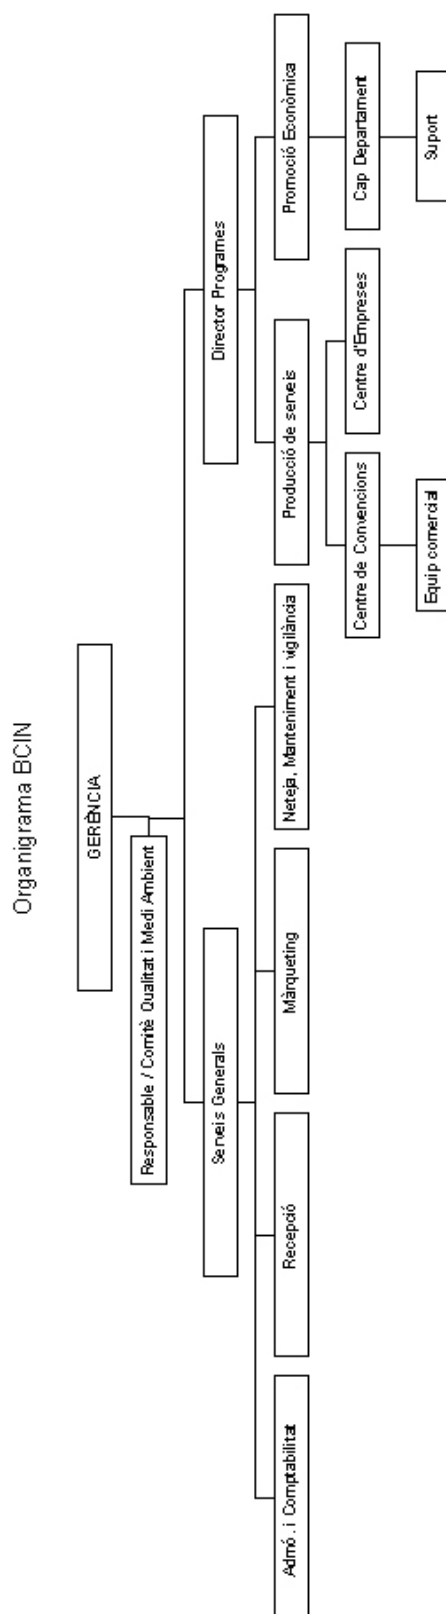 Organigrama BCIN
GERÈNCIA
Responsable / Comitè Qualitat i Medi Ambient
Serveis Generals
Director Programes
Admó. i Comptabilitat
Recepció
Màrqueting
Neteja, Manteniment i vigilància
Producció de serveis
Promoció Econòmica
Centre de Convencions
Centre d'Empreses
Cap Departament
Equip comercial
Suport